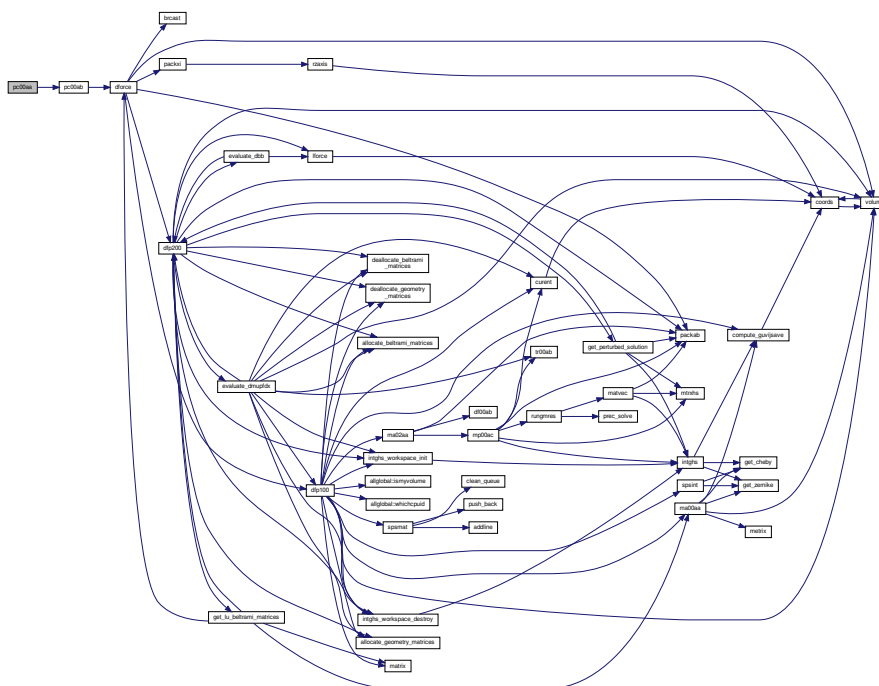 brcast
packxi
rzaxis
pc00aa
pc00ab
dforce
evaluate_dbb
lforce
coords
volume
dfp200
deallocate_beltrami
_matrices
deallocate_geometry
_matrices
curent
allocate_beltrami_matrices
get_perturbed_solution
packab
compute_guvijsave
tr00ab
evaluate_dmupfdx
matvec
mtrxhs
df00ab
rungmres
prec_solve
ma02aa
mp00ac
intghs_workspace_init
intghs
get_cheby
dfp100
allglobal::ismyvolume
clean_queue
spsint
get_zernike
allglobal::whichcpuid
push_back
ma00aa
spsmat
addline
metrix
get_lu_beltrami_matrices
intghs_workspace_destroy
allocate_geometry_matrices
matrix